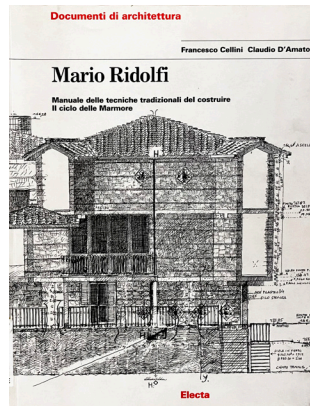 Documenti di architettura
Francesco Cellini Claudio D'Amato
Mario Ridolfi
Manuale delle tecniche tradizionali del costruire
Il ciclo delle Marmore
H
Electa